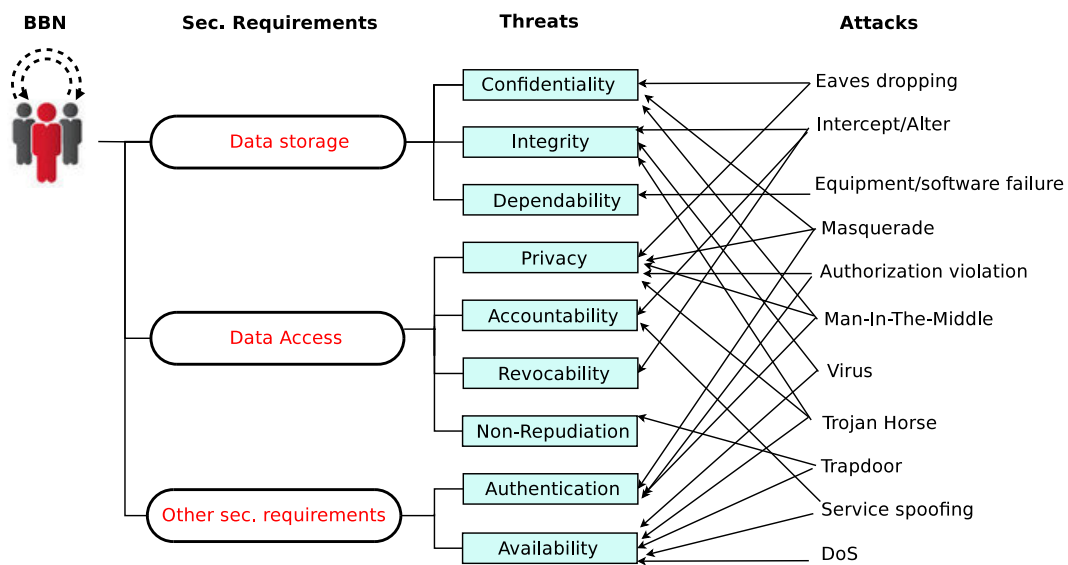 BBN
Sec. Requirements
Threats
Attacks
Data storage
Data Access
Other sec. requirements
Confidentiality
Integrity
Dependability
Privacy
Accountability
Revocability
Non-Repudiation
Authentication
Availability
Eaves dropping
Intercept/Alter
Equipment/software failure
Masquerade
Authorization violation
Man-In-The-Middle
Virus
Trojan Horse
Trapdoor
Service spoofing
DoS